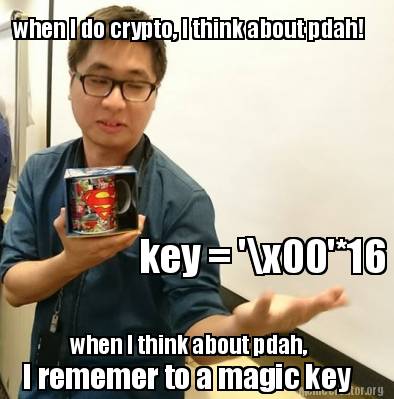 when I do crypto, I think about pdah!
key = '\x00'*16
when I think about pdah,
I rememer to a magic key